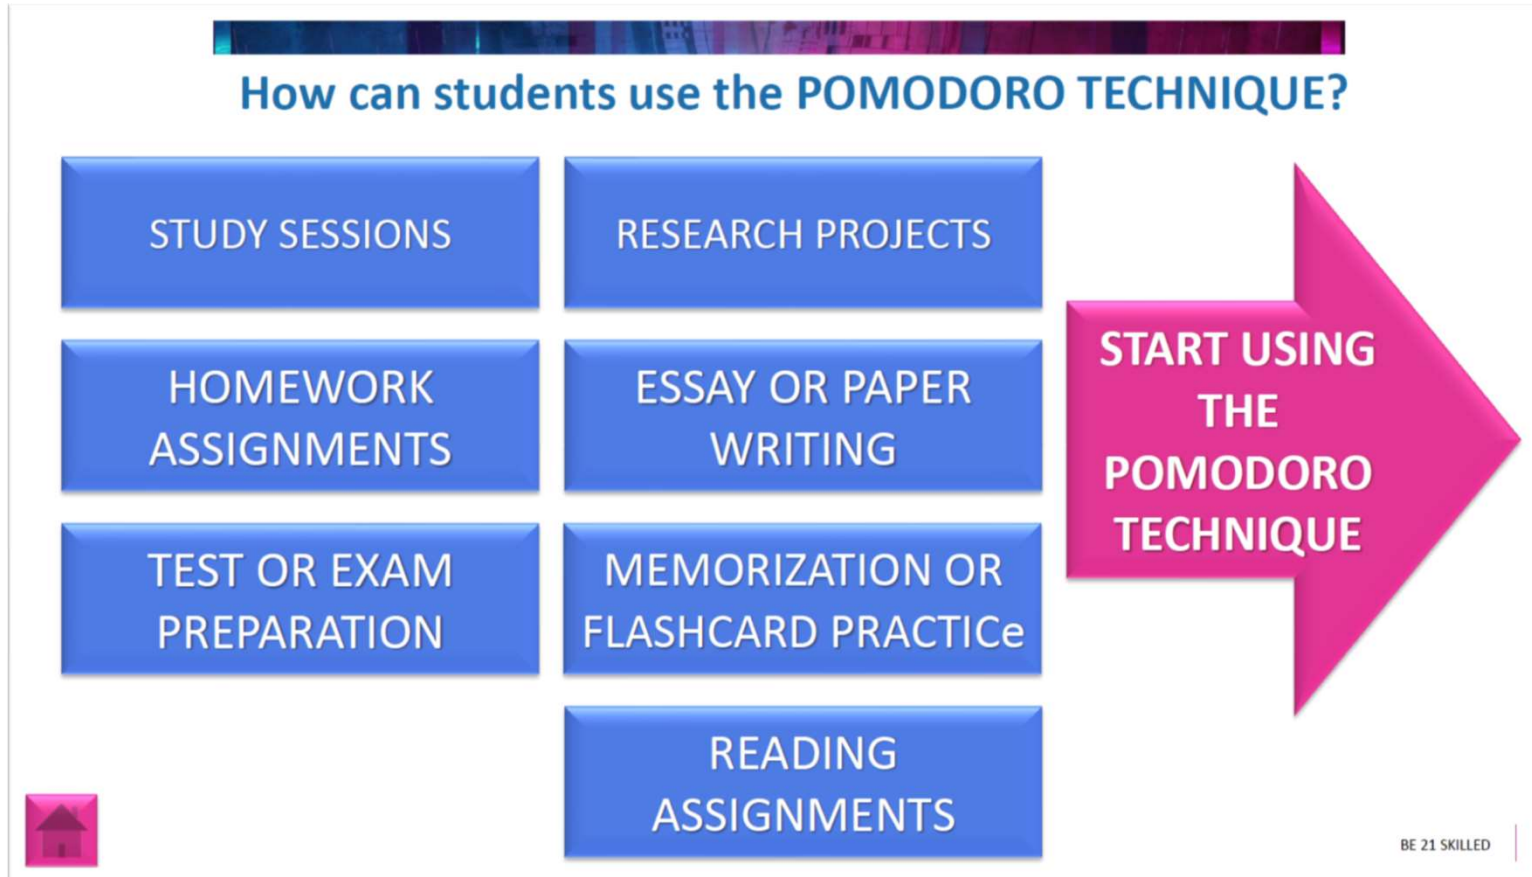 How can students use the POMODORO TECHNIQUE?
STUDY SESSIONS
RESEARCH PROJECTS
HOMEWORK
ASSIGNMENTS
ESSAY OR PAPER
WRITING
TEST OR EXAM
PREPARATION
MEMORIZATION OR
FLASHCARD PRACTICe
READING
ASSIGNMENTS
START USING
THE
POMODORO
TECHNIQUE
BE 21 SKILLED